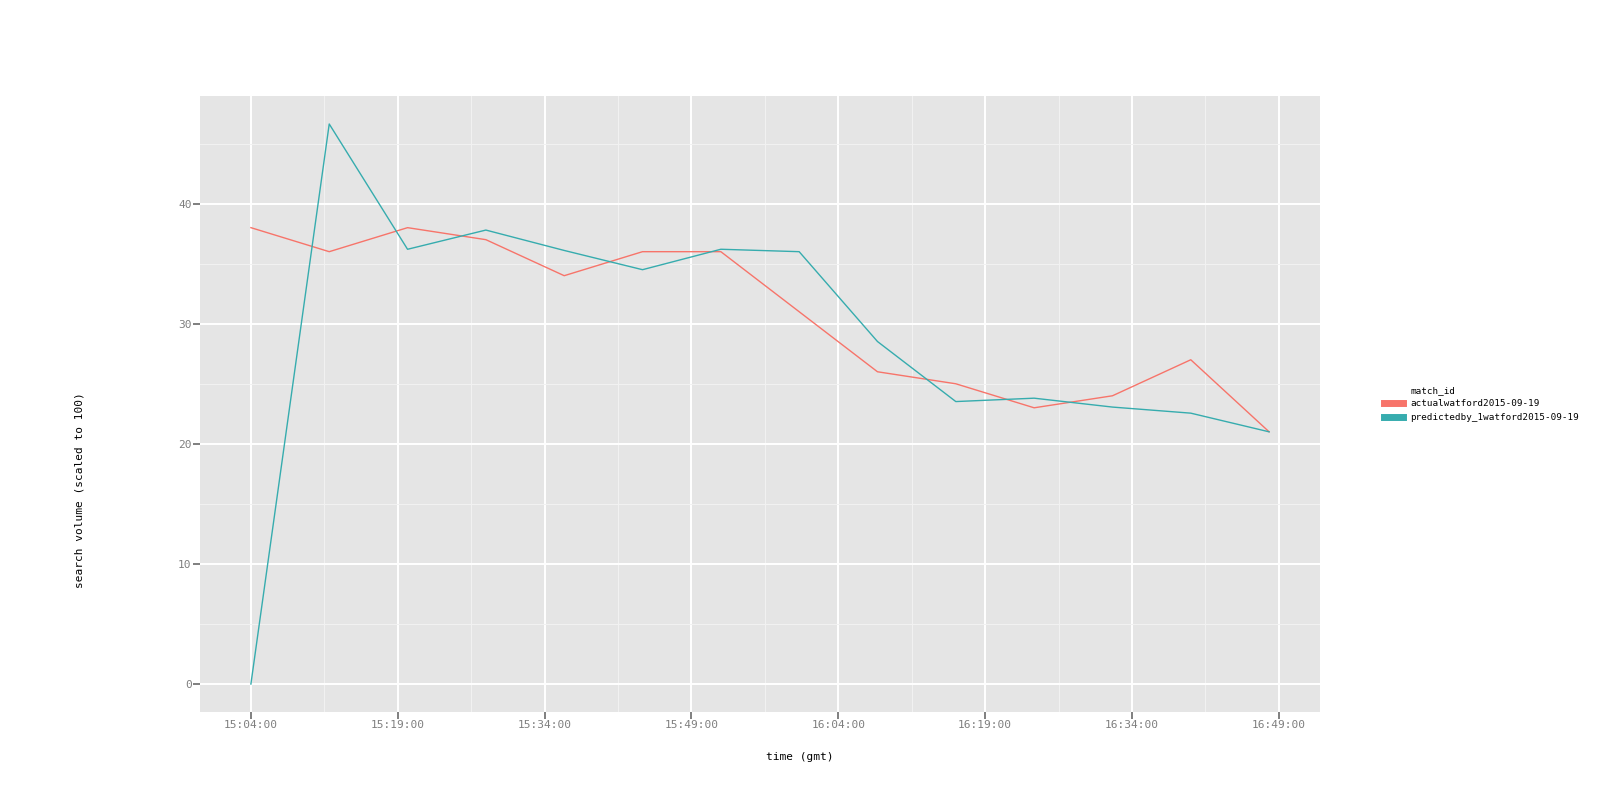 40
30
20
10
0
search volume (scaled to 100)
15:04:00 15:19:00 15:34:00 15:49:00 16:04:00 16:19:00 16:34:00 16:49:00
time (gmt)
match_id
actualwatford2015-09-19
predictedby_1watford2015-09-19